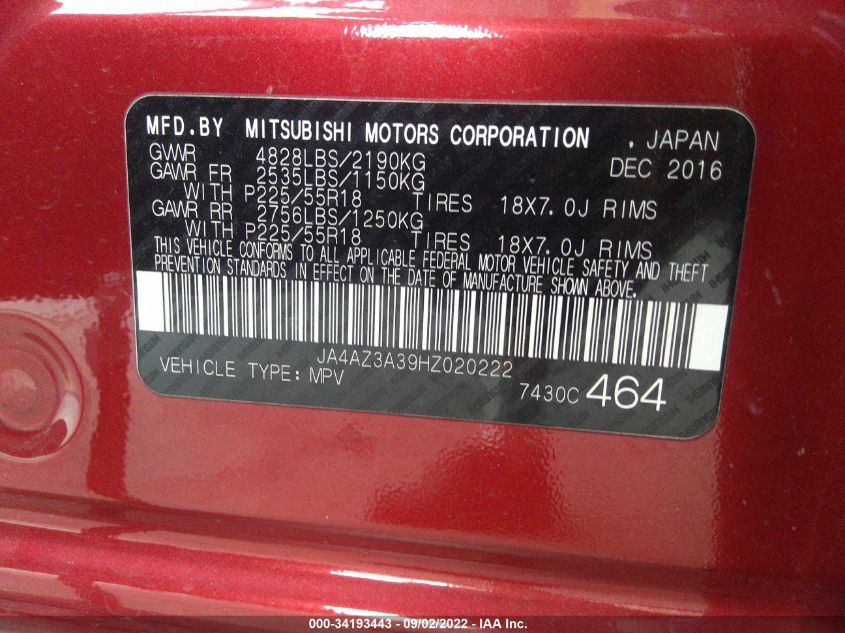 MFD.BY MITSUBISHI MOTORS CORPORATION , JAPAN
GVWR 4828LBS/2190KG DEC 2016
GAWR FR 2535LBS/1150KG
WITH P225/55R18 TIRES 18X7.0J RIMS
GAWR RR 2756LBS/1250KG
WITH P225/55R18 TIRES 18X7.0J RIMS
THIS VEHICLE CONFORMS TO ALL APPLICABLE FEDERAL MOTOR VEHICLE SAFETY AND THEFT
PREVENTION STANDARDS IN EFFECT ON THE DATE OF MANUFACTURE SHOWN ABOVE.
JA4AZ3A39HZ020222
VEHICLE TYPE: MPV
7430C 464
000-34193443 - 09/02/2022 - IAA Inc.